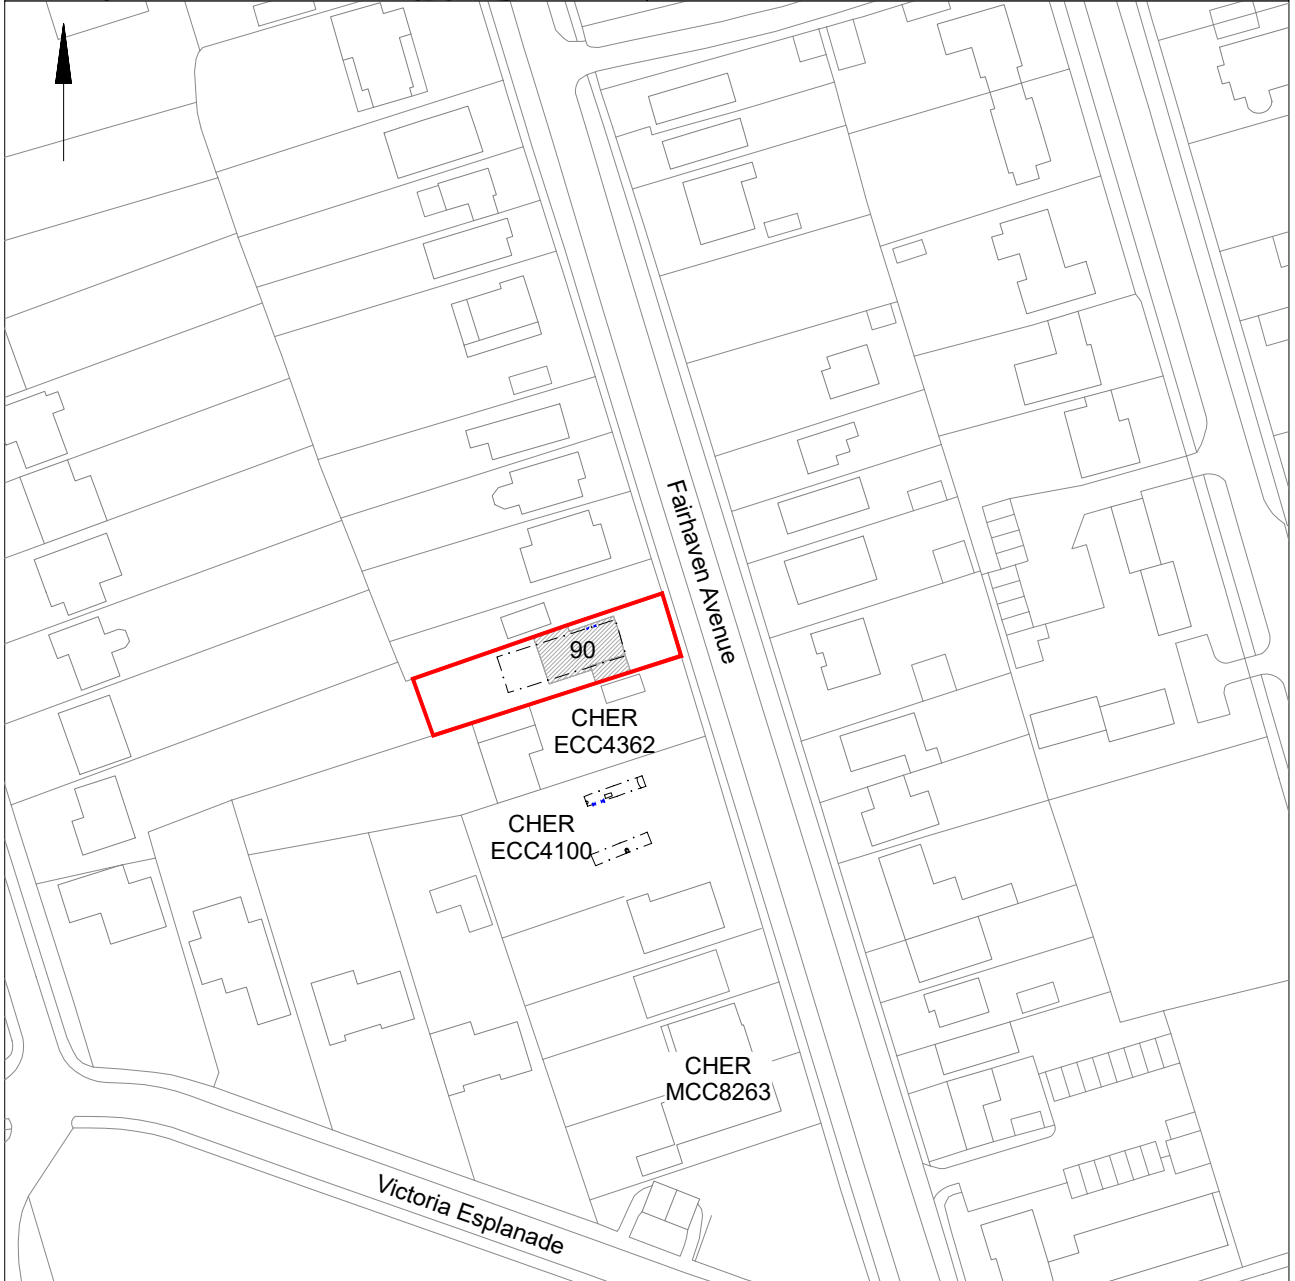 Fairhaven Avenue
90
CHER
ECC4362
CHER
ECC4100
CHER
MCC8263
Victoria Esplanade